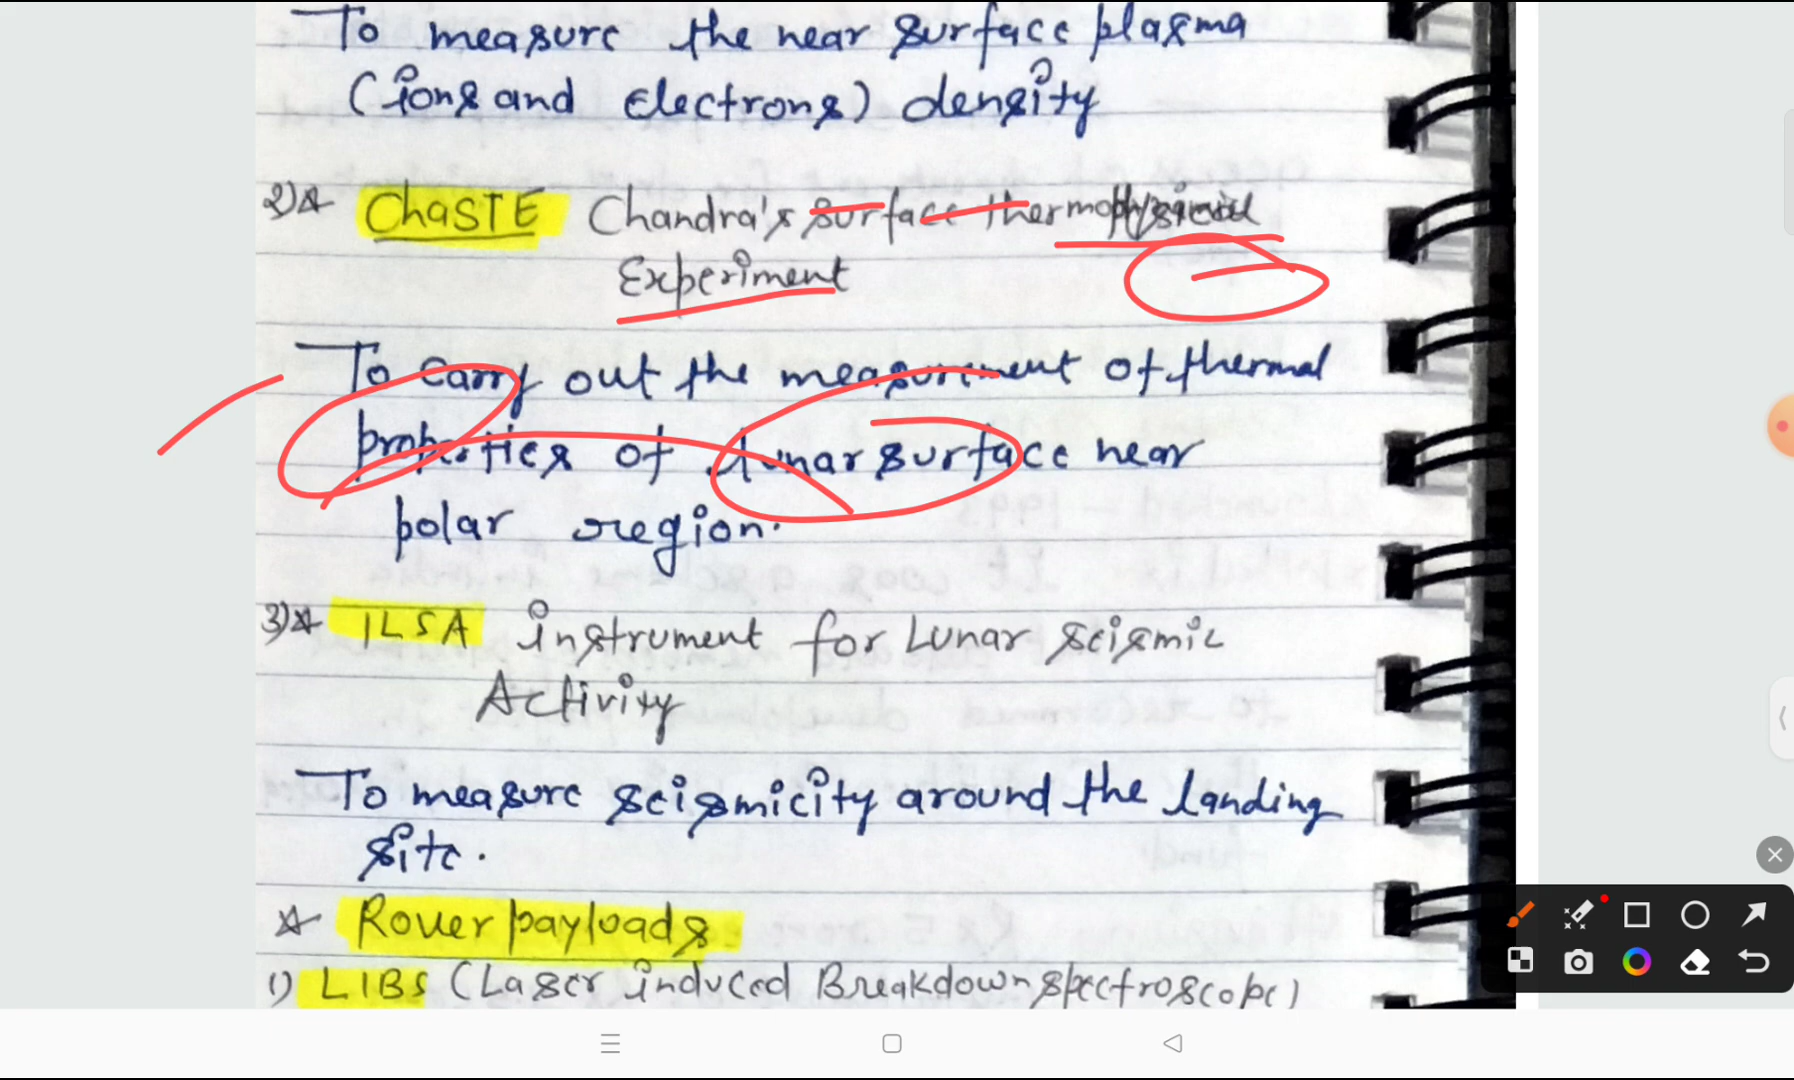 To measure the near surface plasma
(ions and Electrons) density
2) ChaSTE Chandra's surface thermophysical
Experiment
To carry out the measurement of thermal
properties of lunar surface near
polar region.
3) ILSA instrument for Lunar seismic
Activity
To measure seismicity around the landing
site.
Rover payloads
1) LIBS (Laser induced Breakdown spectroscope)